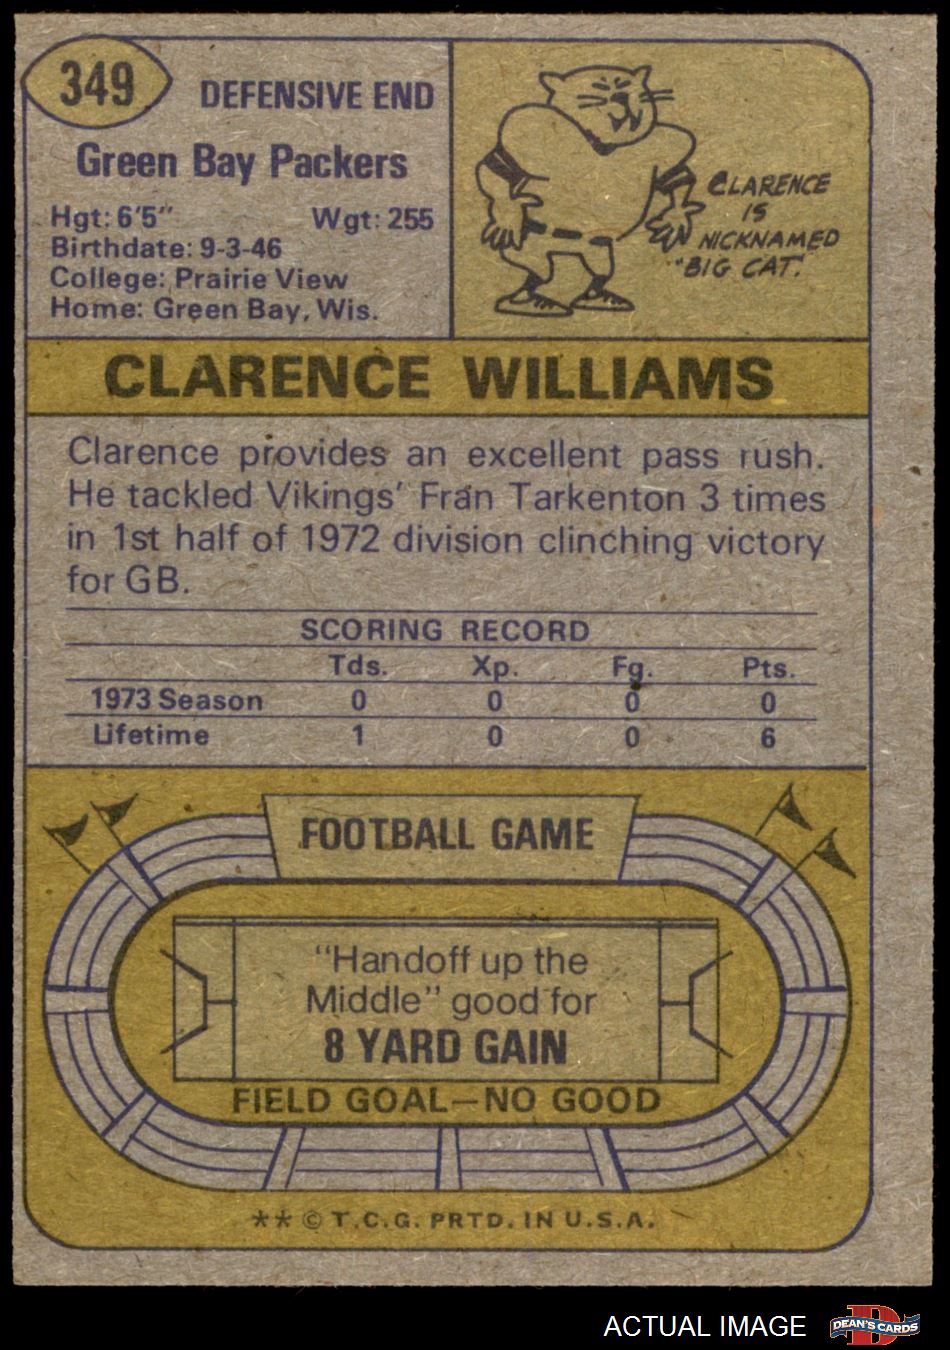 349
DEFENSIVE END
Green Bay Packers
Hgt: 6'5" Wgt: 255
Birthdate: 9-3-46
College: Prairie View
Home: Green Bay, Wis.
CLARENCE
IS
NICKNAMED
"BIG CAT."
CLARENCE WILLIAMS
Clarence provides an excellent pass rush.
He tackled Vikings' Fran Tarkenton 3 times
in 1st half of 1972 division clinching victory
for GB.
SCORING RECORD
Tds. Xp. Fg. Pts.
1973 Season 0 0 0 0
Lifetime 1 0 0 6
FOOTBALL GAME
"Handoff up the
Middle" good for
8 YARD GAIN
FIELD GOAL—NO GOOD
** © T.C.G. PRTD. IN U.S.A.
ACTUAL IMAGE
D
DEAN'S CARDS